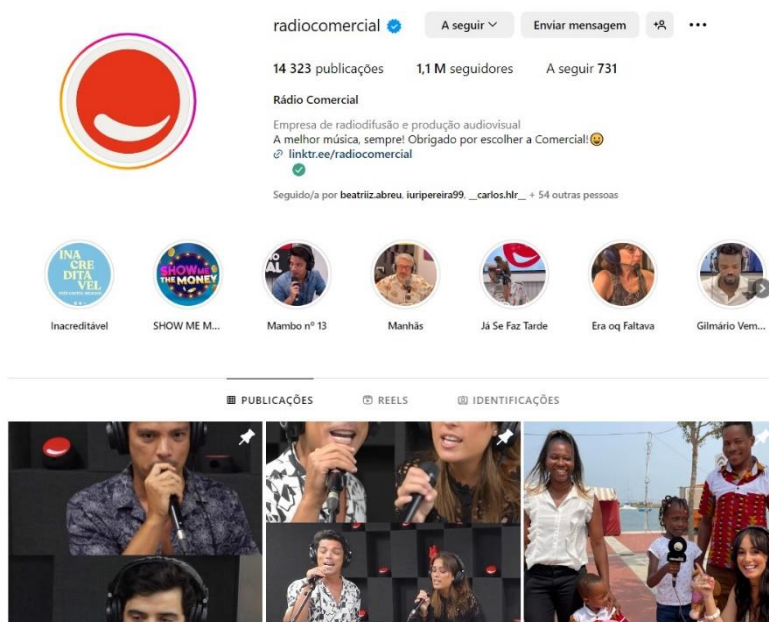 radiocomercial A seguir Enviar mensagem
14 323 publicações 1,1 M seguidores A seguir 731
Rádio Comercial
Empresa de radiodifusão e produção audiovisual
A melhor música, sempre! Obrigado por escolher a Comercial!😀
linktr.ee/radiocomercial
Seguido/a por beatriiz.abreu, iuripereira99, __carlos.hlr__ + 54 outras pessoas
INA
CRE
DITA
VEL
SHOW ME
THE MONEY
Inacreditável SHOW ME M... Mambo nº 13 Manhãs Já Se Faz Tarde Era oq Faltava Gilmário Vem...
PUBLICAÇÕES REELS IDENTIFICAÇÕES